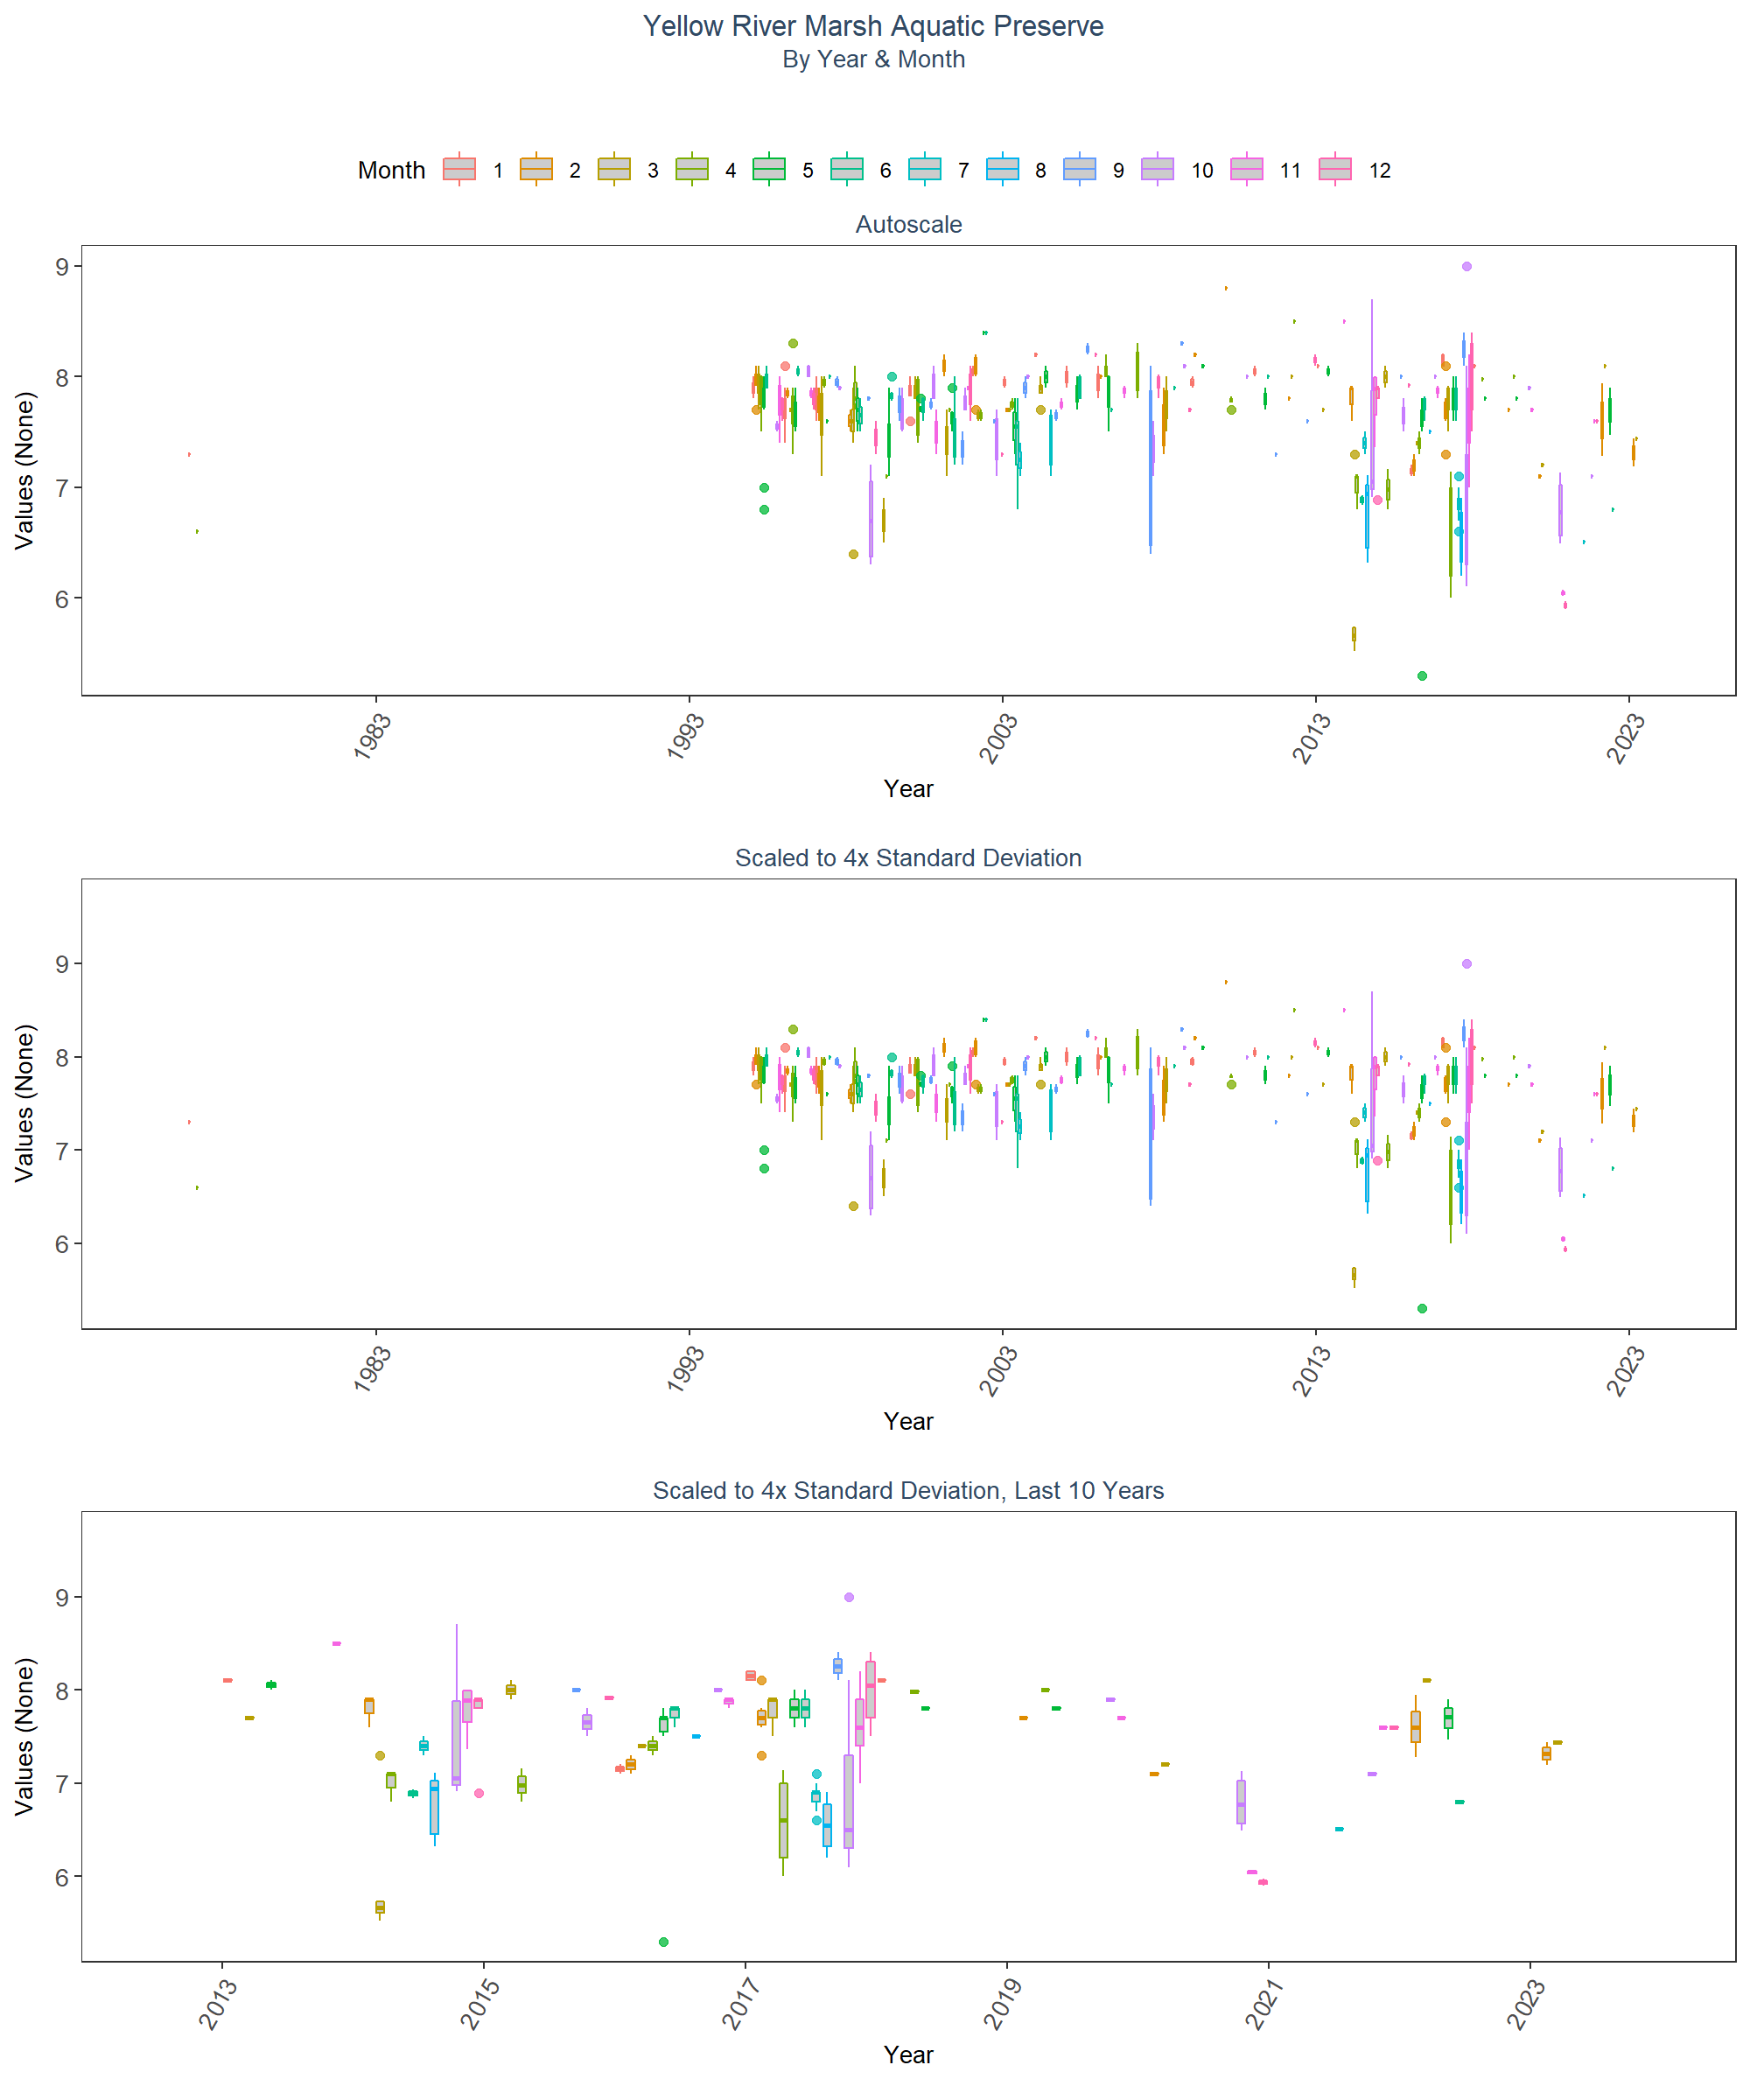 Yellow River Marsh Aquatic Preserve
By Year & Month
Month 1 2 3 4 5 6 7 8 9 10 11 12
Autoscale
Values (None)
9
8
7
6
1983 1993 2003 2013 2023
Year
Scaled to 4x Standard Deviation
Values (None)
9
8
7
6
1983 1993 2003 2013 2023
Year
Scaled to 4x Standard Deviation, Last 10 Years
Values (None)
9
8
7
6
2013 2015 2017 2019 2021 2023
Year